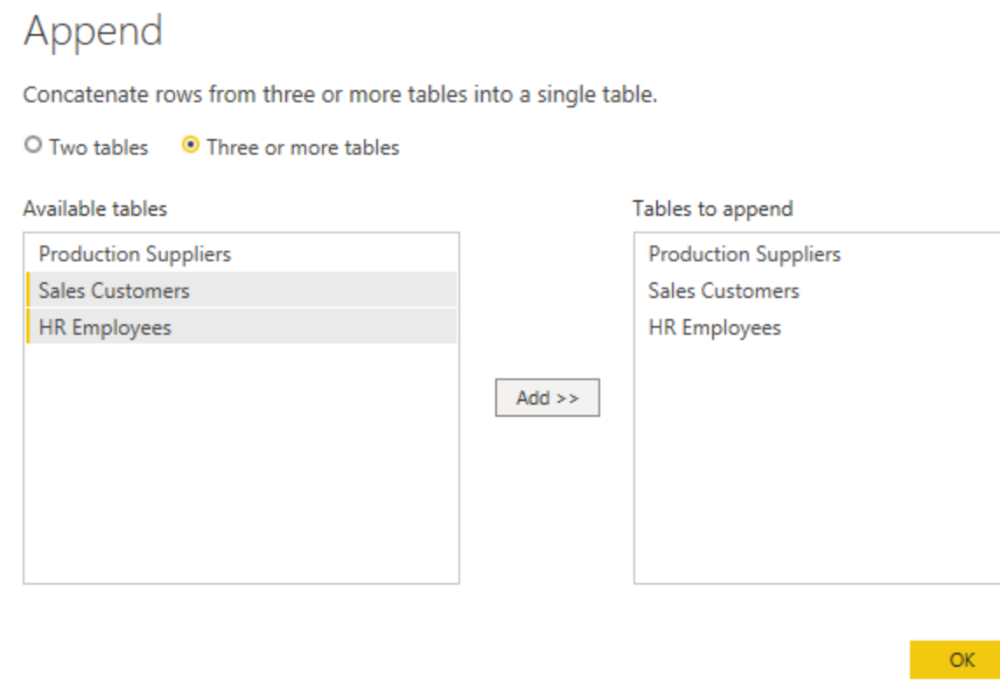 Append
Concatenate rows from three or more tables into a single table.
Two tables
Three or more tables
Available tables
Production Suppliers
Sales Customers
HR Employees
Add >>
Tables to append
Production Suppliers
Sales Customers
HR Employees
OK